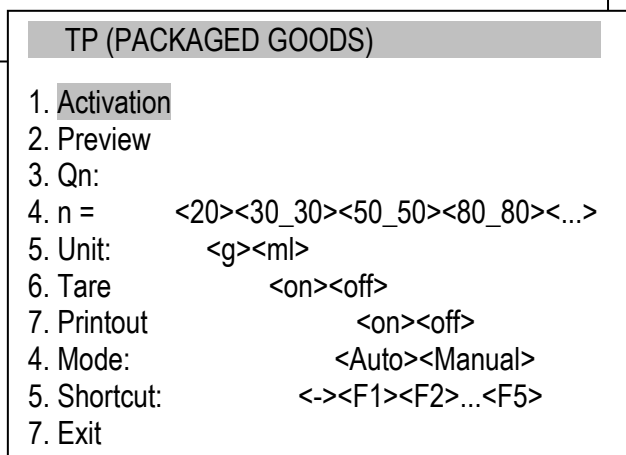 TP (PACKAGED GOODS)
1. Activation
2. Preview
3. Qn:
4. n = <20><30_30><50_50><80_80><...>
5. Unit: <g><ml>
6. Tare <on><off>
7. Printout <on><off>
4. Mode: <Auto><Manual>
5. Shortcut: <-><F1><F2>...<F5>
7. Exit